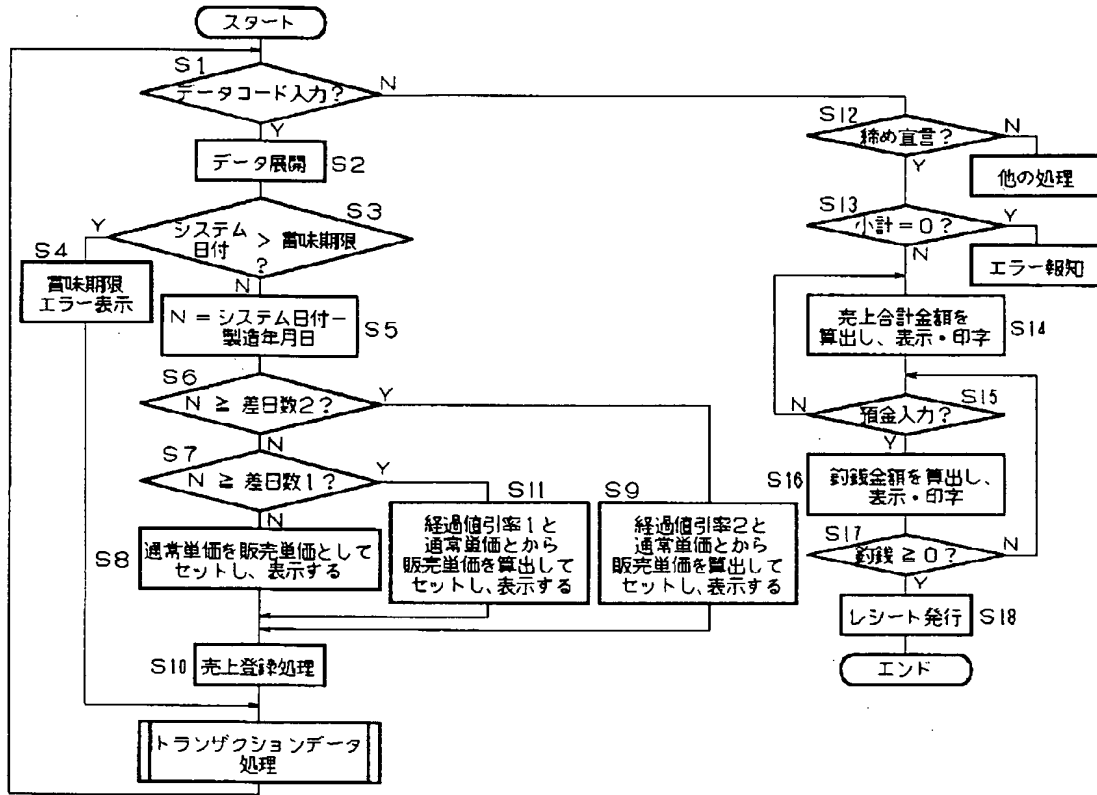 スタート
S1
データコード入力?
N
Y
データ展開
S2
S3
システム
日付
> 賞味期限
?
Y
N
S4
賞味期限
エラー表示
N = システム日付－
製造年月日
S5
S6
N ≧ 差日数2?
Y
N
S7
N ≧ 差日数1?
Y
N
S8
通常単価を販売単価として
セットし、表示する
S11
経過値引率1と
通常単価とから
販売単価を算出して
セットし、表示する
S9
経過値引率2と
通常単価とから
販売単価を算出して
セットし、表示する
S10
売上登録処理
トランザクションデータ
処理
S12
締め宣言?
N
Y
他の処理
S13
小計=0?
Y
N
エラー報知
売上合計金額を
算出し、表示・印字
S14
S15
預金入力?
N
Y
S16
釣銭金額を算出し、
表示・印字
S17
釣銭 ≧ 0?
N
Y
レシート発行
S18
エンド